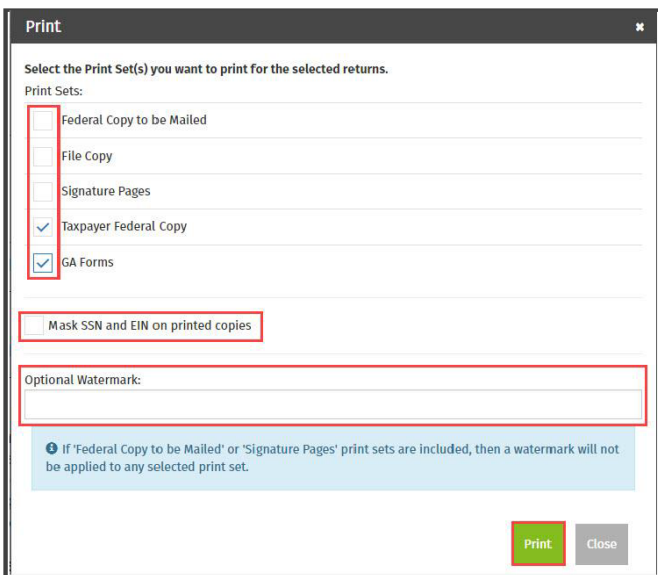 Print
Select the Print Set(s) you want to print for the selected returns.
Print Sets:
Federal Copy to be Mailed
File Copy
Signature Pages
Taxpayer Federal Copy
GA Forms
Mask SSN and EIN on printed copies
Optional Watermark:
If 'Federal Copy to be Mailed' or 'Signature Pages' print sets are included, then a watermark will not
be applied to any selected print set.
Print Close